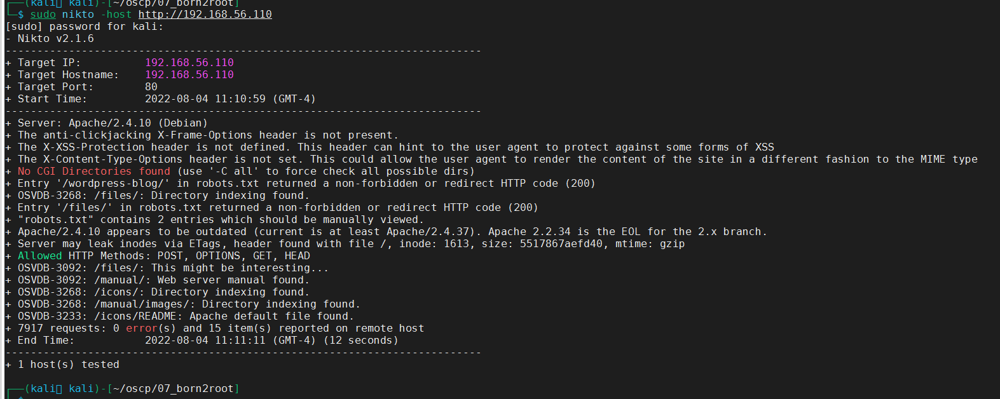 ┌──(kali kali)-[~/oscp/07_born2root]
└─$ sudo nikto -host http://192.168.56.110
[sudo] password for kali:
- Nikto v2.1.6
---------------------------------------------------------------------------
+ Target IP:          192.168.56.110
+ Target Hostname:    192.168.56.110
+ Target Port:        80
+ Start Time:         2022-08-04 11:10:59 (GMT-4)
---------------------------------------------------------------------------
+ Server: Apache/2.4.10 (Debian)
+ The anti-clickjacking X-Frame-Options header is not present.
+ The X-XSS-Protection header is not defined. This header can hint to the user agent to protect against some forms of XSS
+ The X-Content-Type-Options header is not set. This could allow the user agent to render the content of the site in a different fashion to the MIME type
+ No CGI Directories found (use '-C all' to force check all possible dirs)
+ Entry '/wordpress-blog/' in robots.txt returned a non-forbidden or redirect HTTP code (200)
+ OSVDB-3268: /files/: Directory indexing found.
+ Entry '/files/' in robots.txt returned a non-forbidden or redirect HTTP code (200)
+ "robots.txt" contains 2 entries which should be manually viewed.
+ Apache/2.4.10 appears to be outdated (current is at least Apache/2.4.37). Apache 2.2.34 is the EOL for the 2.x branch.
+ Server may leak inodes via ETags, header found with file /, inode: 1613, size: 5517867aefd40, mtime: gzip
+ Allowed HTTP Methods: POST, OPTIONS, GET, HEAD
+ OSVDB-3092: /files/: This might be interesting...
+ OSVDB-3092: /manual/: Web server manual found.
+ OSVDB-3268: /icons/: Directory indexing found.
+ OSVDB-3268: /manual/images/: Directory indexing found.
+ OSVDB-3233: /icons/README: Apache default file found.
+ 7917 requests: 0 error(s) and 15 item(s) reported on remote host
+ End Time:           2022-08-04 11:11:11 (GMT-4) (12 seconds)
---------------------------------------------------------------------------
+ 1 host(s) tested
┌──(kali kali)-[~/oscp/07_born2root]